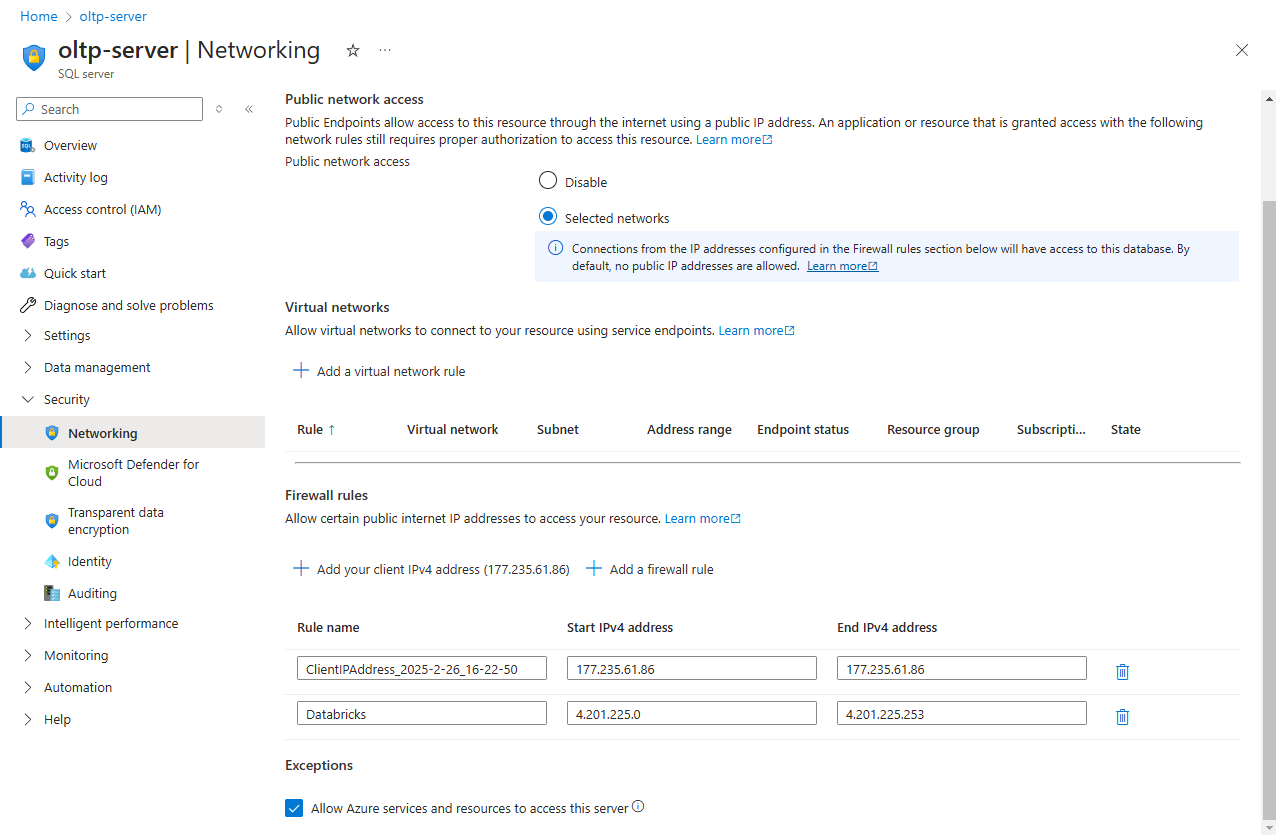 Home > oltp-server
oltp-server | Networking
SQL server
Search
Overview
Activity log
Access control (IAM)
Tags
Quick start
Diagnose and solve problems
Settings
Data management
Security
Networking
Microsoft Defender for
Cloud
Transparent data
encryption
Identity
Auditing
Intelligent performance
Monitoring
Automation
Help
Public network access
Public Endpoints allow access to this resource through the internet using a public IP address. An application or resource that is granted access with the following
network rules still requires proper authorization to access this resource. Learn more
Public network access
Disable
Selected networks
Connections from the IP addresses configured in the Firewall rules section below will have access to this database. By
default, no public IP addresses are allowed. Learn more
Virtual networks
Allow virtual networks to connect to your resource using service endpoints. Learn more
+ Add a virtual network rule
Rule ↑ Virtual network Subnet Address range Endpoint status Resource group Subscripti... State
Firewall rules
Allow certain public internet IP addresses to access your resource. Learn more
+ Add your client IPv4 address (177.235.61.86) + Add a firewall rule
Rule name Start IPv4 address End IPv4 address
ClientIPAddress_2025-2-26_16-22-50 177.235.61.86 177.235.61.86
Databricks 4.201.225.0 4.201.225.253
Exceptions
Allow Azure services and resources to access this server